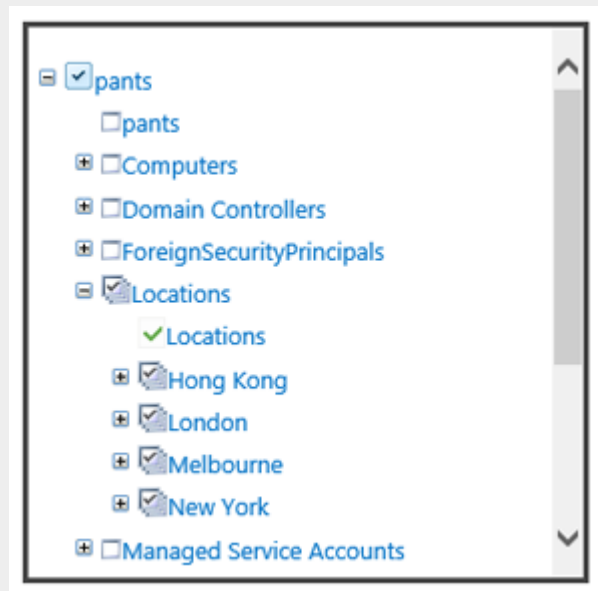 pants
pants
Computers
Domain Controllers
ForeignSecurityPrincipals
Locations
Locations
Hong Kong
London
Melbourne
New York
Managed Service Accounts